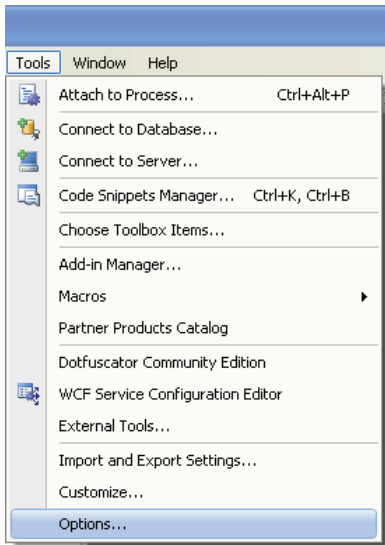 Tools Window Help
Attach to Process... Ctrl+Alt+P
Connect to Database...
Connect to Server...
Code Snippets Manager... Ctrl+K, Ctrl+B
Choose Toolbox Items...
Add-in Manager...
Macros
Partner Products Catalog
Dotfuscator Community Edition
WCF Service Configuration Editor
External Tools...
Import and Export Settings...
Customize...
Options...